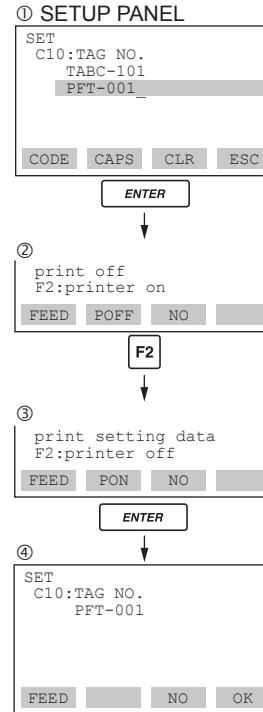 ① SETUP PANEL
SET
C10:TAG NO.
TABC-101
PFT-001_
CODE CAPS CLR ESC
ENTER
②
print off
F2:printer on
FEED POFF NO
F2
③
print setting data
F2:printer off
FEED PON NO
ENTER
④
SET
C10:TAG NO.
PFT-001
FEED NO OK